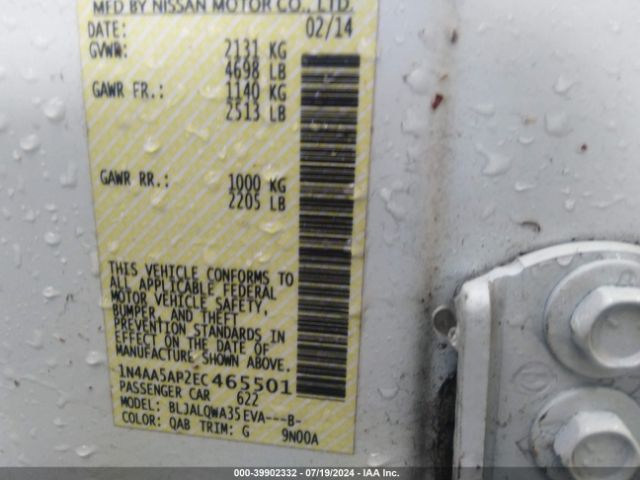 MFD BY NISSAN MOTOR CO., LTD.
DATE: 02/14
GVWR: 2131 KG
4698 LB
GAWR FR.: 1140 KG
2513 LB
GAWR RR.: 1000 KG
2205 LB
THIS VEHICLE CONFORMS TO
ALL APPLICABLE FEDERAL
MOTOR VEHICLE SAFETY,
BUMPER, AND THEFT
PREVENTION STANDARDS IN
EFFECT ON THE DATE OF
MANUFACTURE SHOWN ABOVE.
1N4AA5AP2EC465501
PASSENGER CAR 622
MODEL: BLJALQWA35EVA---B-
COLOR: QAB TRIM: G 9N00A
000-39902332 - 07/19/2024 - IAAI